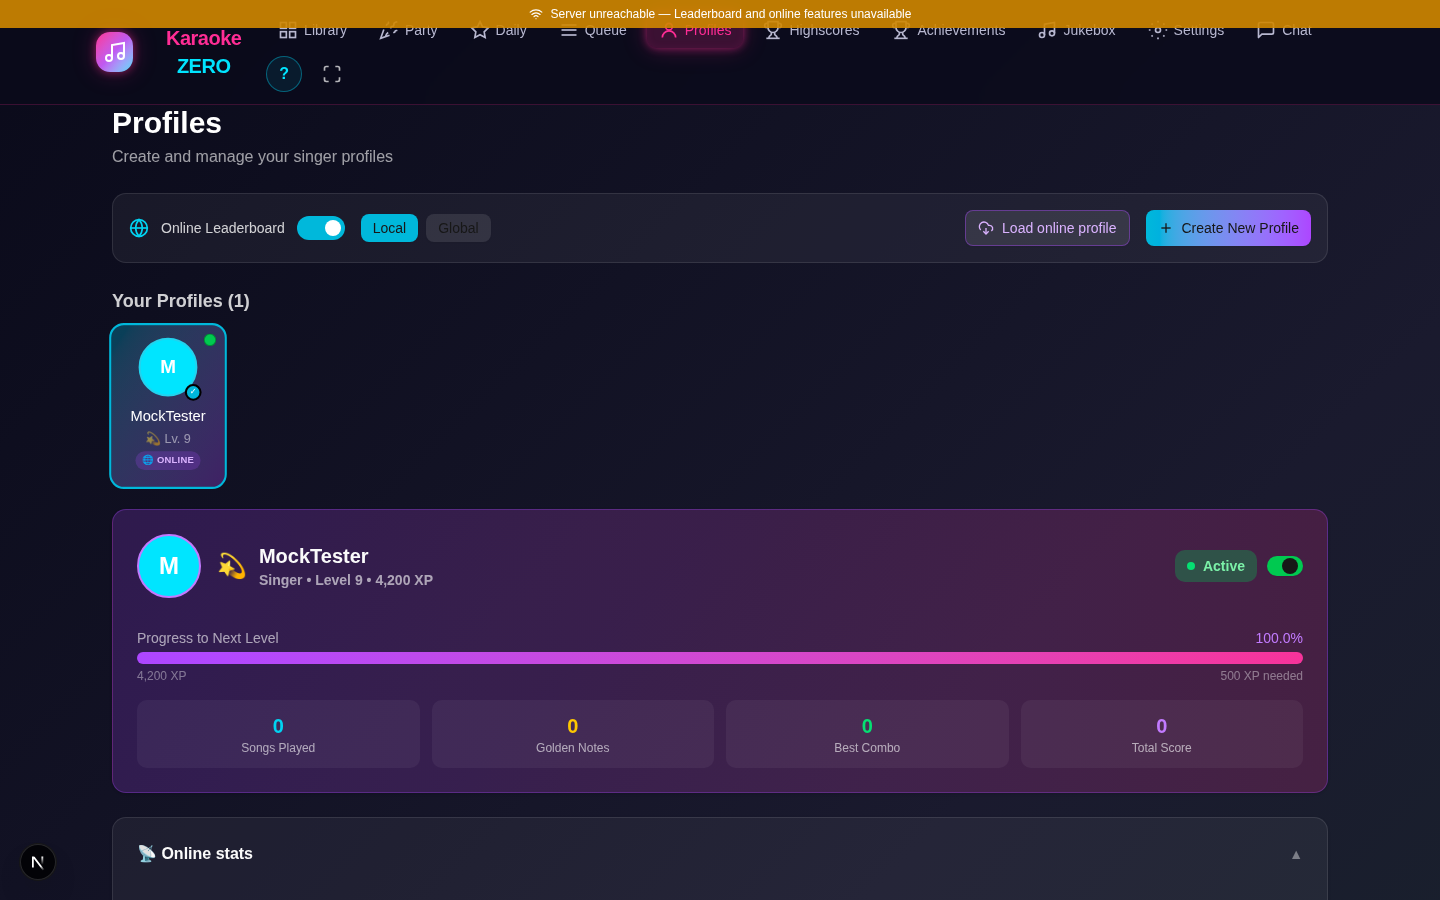 Server unreachable — Leaderboard and online features unavailable
Karaoke
ZERO
Library
Party
Daily
Queue
Profiles
Highscores
Achievements
Jukebox
Settings
Chat
?
Profiles
Create and manage your singer profiles
Online Leaderboard
Local
Global
Load online profile
Create New Profile
Your Profiles (1)
M
MockTester
Lv. 9
ONLINE
M
MockTester
Singer • Level 9 • 4,200 XP
Active
Progress to Next Level
100.0%
4,200 XP
500 XP needed
0
Songs Played
0
Golden Notes
0
Best Combo
0
Total Score
Online stats
N